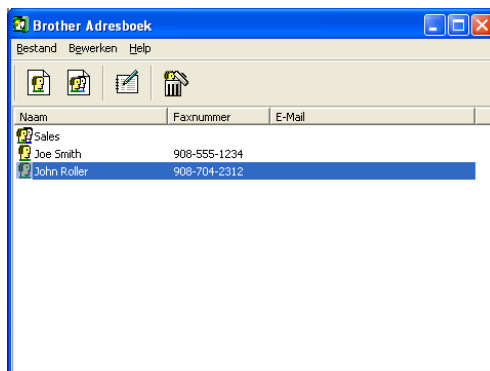 Brother Adresboek
Bestand Bewerken Help
Naam Faxnummer E-Mail
Sales
Joe Smith 908-555-1234
John Roller 908-704-2312